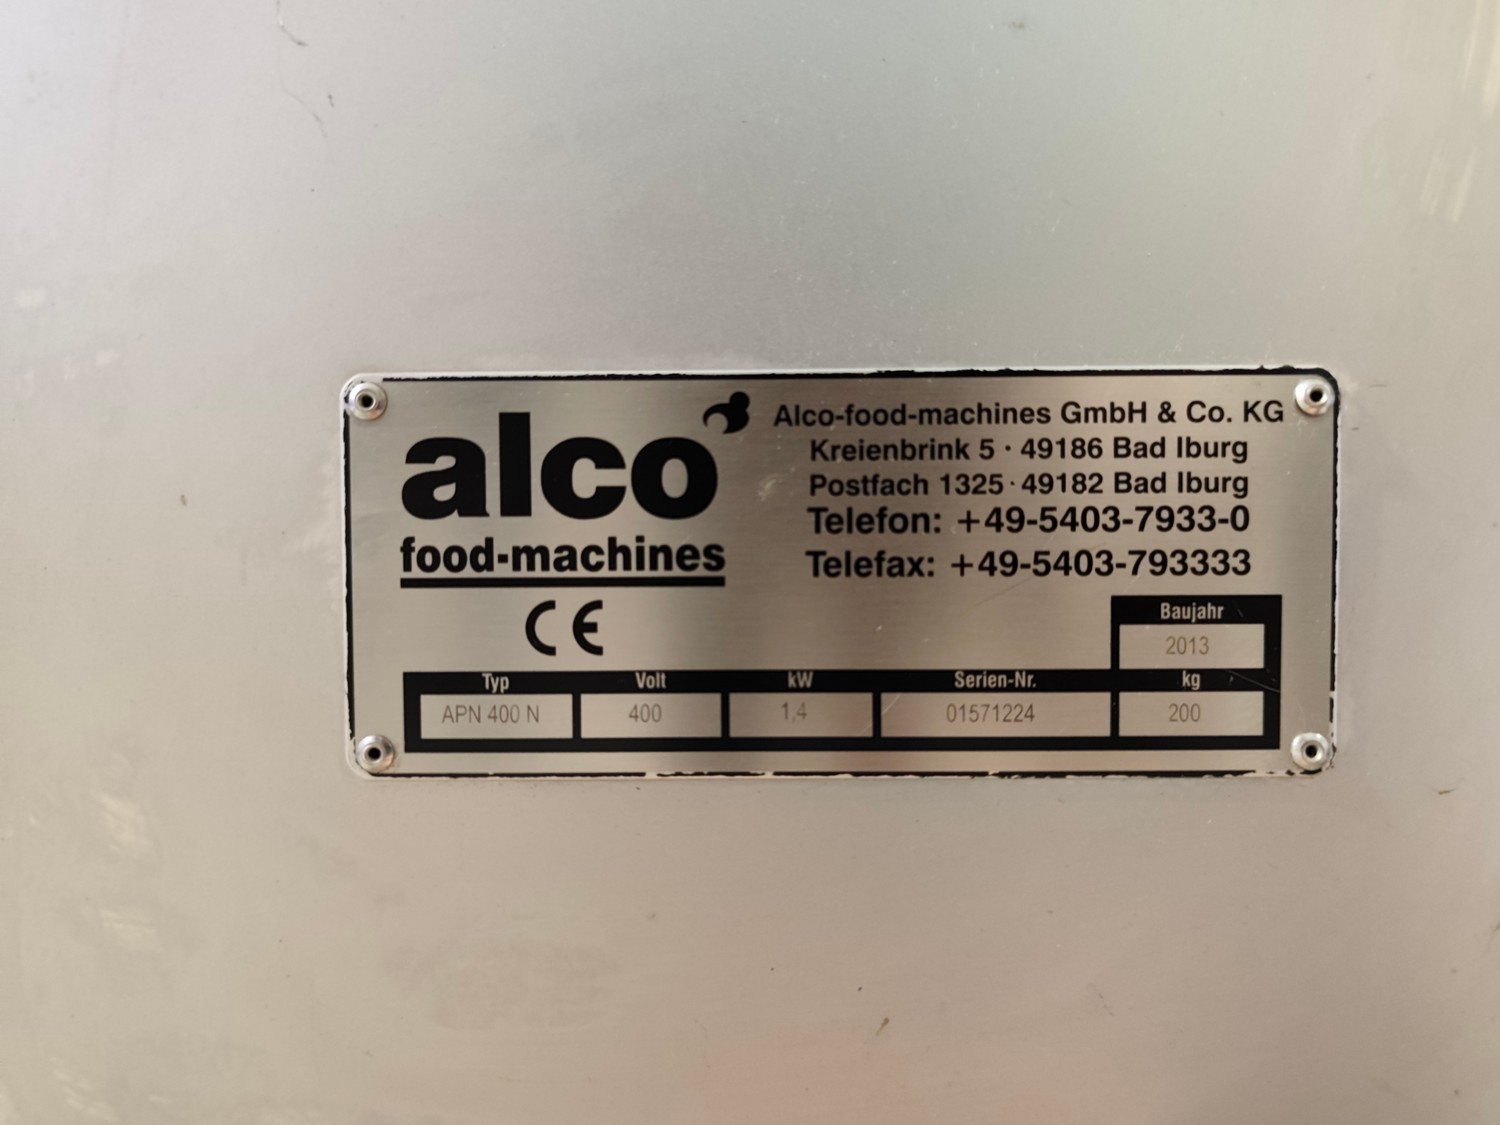 alco
food-machines
Alco-food-machines GmbH & Co. KG
Kreienbrink 5 · 49186 Bad Iburg
Postfach 1325 · 49182 Bad Iburg
Telefon: +49-5403-7933-0
Telefax: +49-5403-793333
CE
Baujahr
2013
Typ Volt kW Serien-Nr. kg
APN 400 N 400 1,4 01571224 200